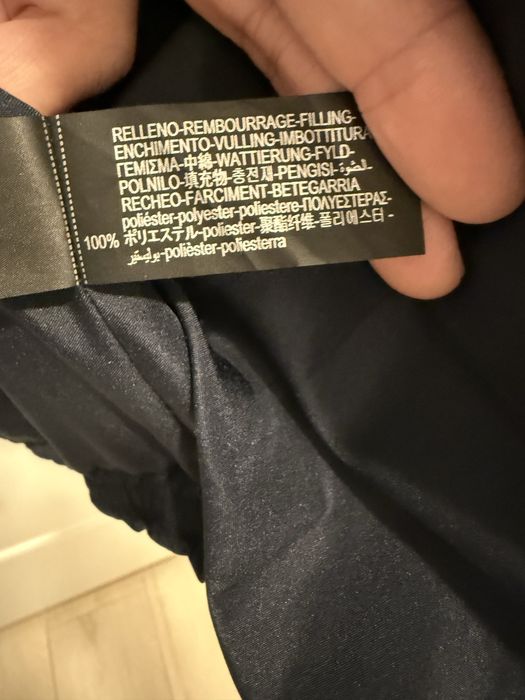 RELLENO-REMBOURRAGE-FILLING-
ENCHIMENTO-VULLING-IMBOTTITURA
ΓΕΜΙΣΜΑ-中綿-WATTIERUNG-FYLD-
POLNILO-填充物-충전재-PENGISI-الحشوة-
RECHEO-FARCIMENT-BETEGARRIA
poliéster-polyester-poliestere-ΠΟΛΥΕΣΤΕΡΑΣ-
100% ポリエステル-poliester-聚酯纤维-폴리에스터-
بوليستر-polièster-poliesterra